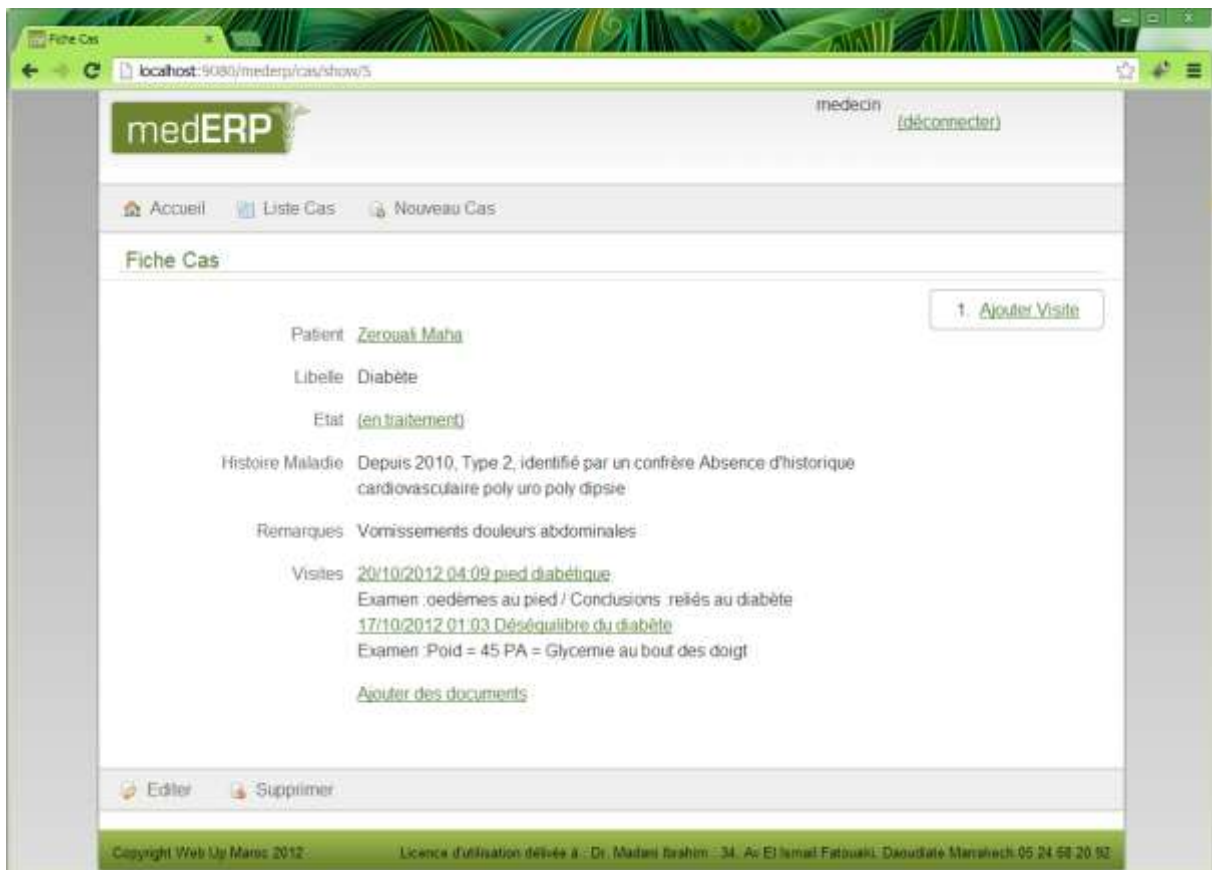 Fiche Cas
localhost:9080/mederp/cas/show/5
medERP
medecin
(déconnecter)
Accueil Liste Cas Nouveau Cas
Fiche Cas
1. Ajouter Visite
Patient Zerouali Maha
Libelle Diabète
Etat (en traitement)
Histoire Maladie Depuis 2010, Type 2, identifié par un confrère Absence d'historique
cardiovasculaire poly uro poly dipsie
Remarques Vomissements douleurs abdominales
Visites 20/10/2012 04:09 pied diabétique
Examen :oedèmes au pied / Conclusions :reliés au diabète
17/10/2012 01:03 Déséquilibre du diabète
Examen :Poid = 45 PA = Glycemie au bout des doigt
Ajouter des documents
Editer Supprimer
Copyright Web Up Maroc 2012 Licence d'utilisation délivée à : Dr. Madani Ibrahim : 34, Av El Ismail Fatouaki, Daoudiate Marrakech 05 24 68 20 92